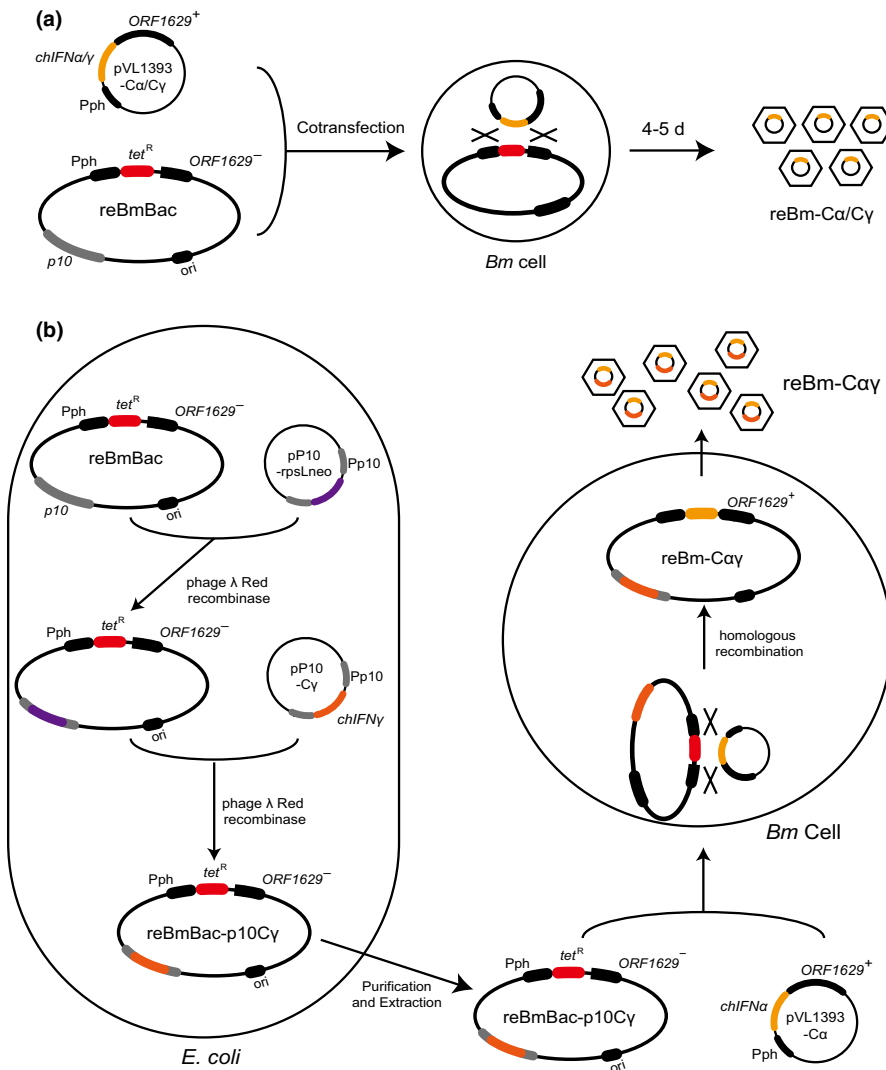 (a)
ORF1629⁺
chIFNα/γ
pVL1393
-Cα/Cγ
Pph
Pph
tetᴿ
ORF1629⁻
reBmBac
p10
ori
Cotransfection
Bm cell
4-5 d
reBm-Cα/Cγ
(b)
Pph
tetᴿ
ORF1629⁻
reBmBac
p10
ori
pP10
-rpsLneo
Pp10
phage λ Red
recombinase
Pph
tetᴿ
ORF1629⁻
ori
pP10
-Cγ
Pp10
chIFNγ
phage λ Red
recombinase
Pph
tetᴿ
ORF1629⁻
reBmBac-p10Cγ
ori
E. coli
Purification
and Extraction
Pph
tetᴿ
ORF1629⁻
reBmBac-p10Cγ
ori
ORF1629⁺
chIFNα
pVL1393
-Cα
Pph
Bm Cell
homologous
recombination
ORF1629⁺
reBm-Cαγ
reBm-Cαγ